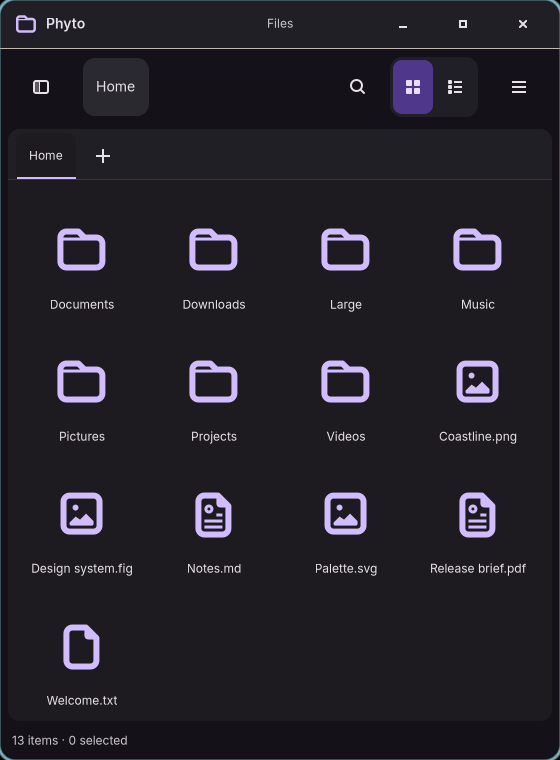 Phyto
Files
Home
Home
Documents
Downloads
Large
Music
Pictures
Projects
Videos
Coastline.png
Design system.fig
Notes.md
Palette.svg
Release brief.pdf
Welcome.txt
13 items · 0 selected